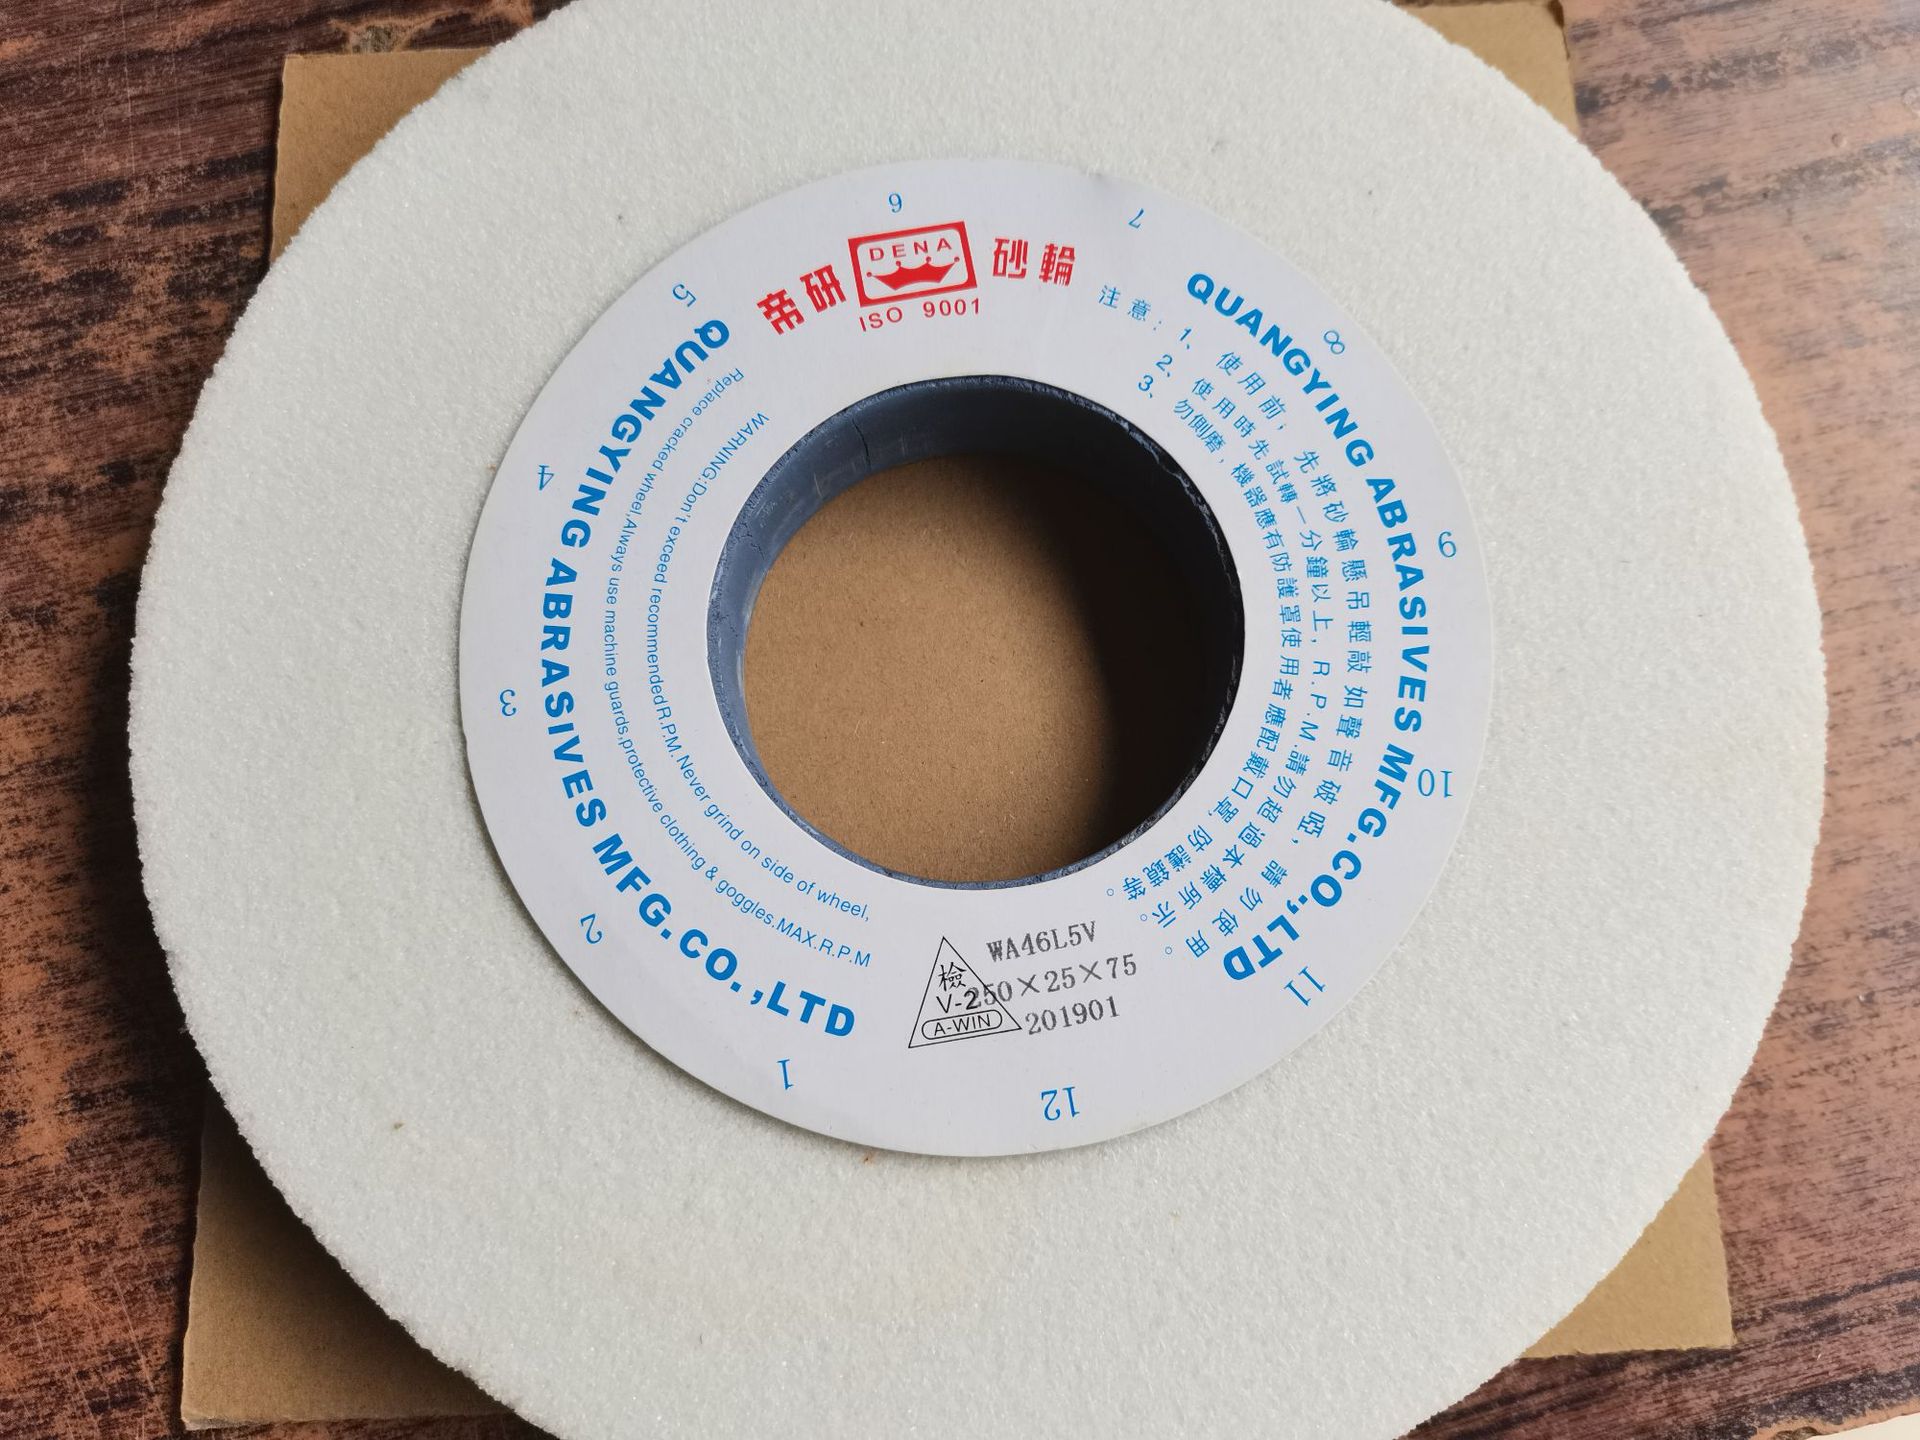 帝研 DENA 砂輪
ISO 9001
QUANGYING ABRASIVES MFG.CO.,LTD
注意：1、使用前，先將砂輪懸吊輕敲如聲音破啞，請勿使用。
2、使用時先試轉一分鐘以上，R.P.M.請勿超過本標所示。
3、勿側磨，機器應有防護罩使用者應配戴口罩,防護鏡等。
QUANGYING ABRASIVES MFG.CO.,LTD
Replace cracked wheel,Always use machine guards,protective clothing & goggles.MAX.R.P.M
WARNING:Don't exceed recommended R.P.M.Never grind on side of wheel,
檢
V-2
A-WIN
WA46L5V
250×25×75
201901
1
2
3
4
5
6
7
8
9
10
11
12